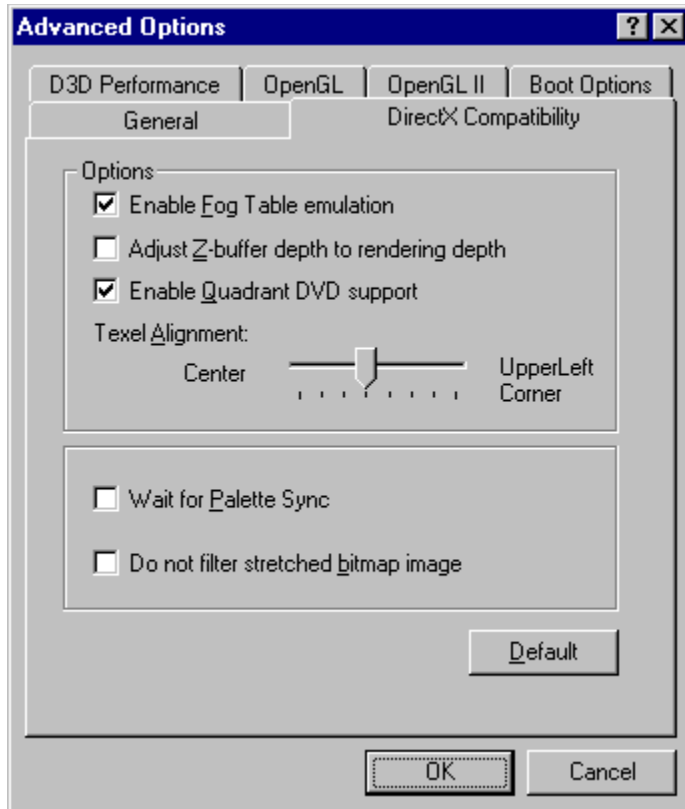 Advanced Options
D3D Performance OpenGL OpenGL II Boot Options
General DirectX Compatibility
Options
Enable Fog Table emulation
Adjust Z-buffer depth to rendering depth
Enable Quadrant DVD support
Texel Alignment:
Center UpperLeft
Corner
Wait for Palette Sync
Do not filter stretched bitmap image
Default
OK Cancel